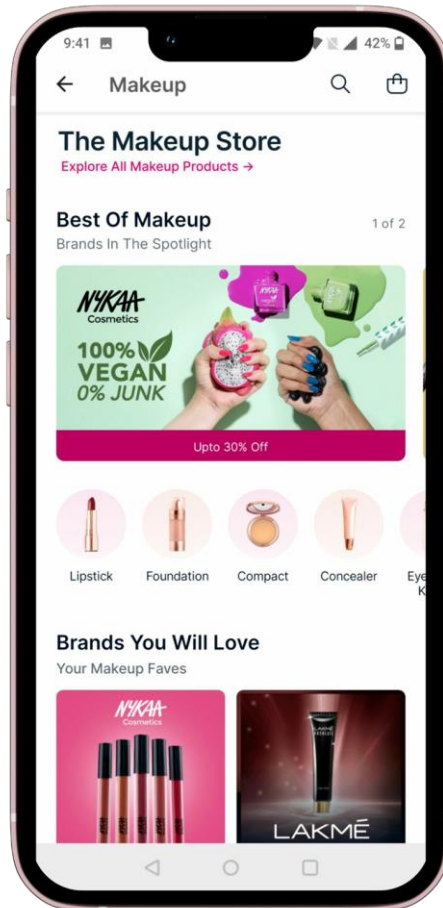 9:41
42%
Makeup
The Makeup Store
Explore All Makeup Products →
Best Of Makeup
1 of 2
Brands In The Spotlight
NYKAA
Cosmetics
100%
VEGAN
0% JUNK
Upto 30% Off
Lipstick
Foundation
Compact
Concealer
Eye
K
Brands You Will Love
Your Makeup Faves
NYKAA
Cosmetics
LAKMÉ